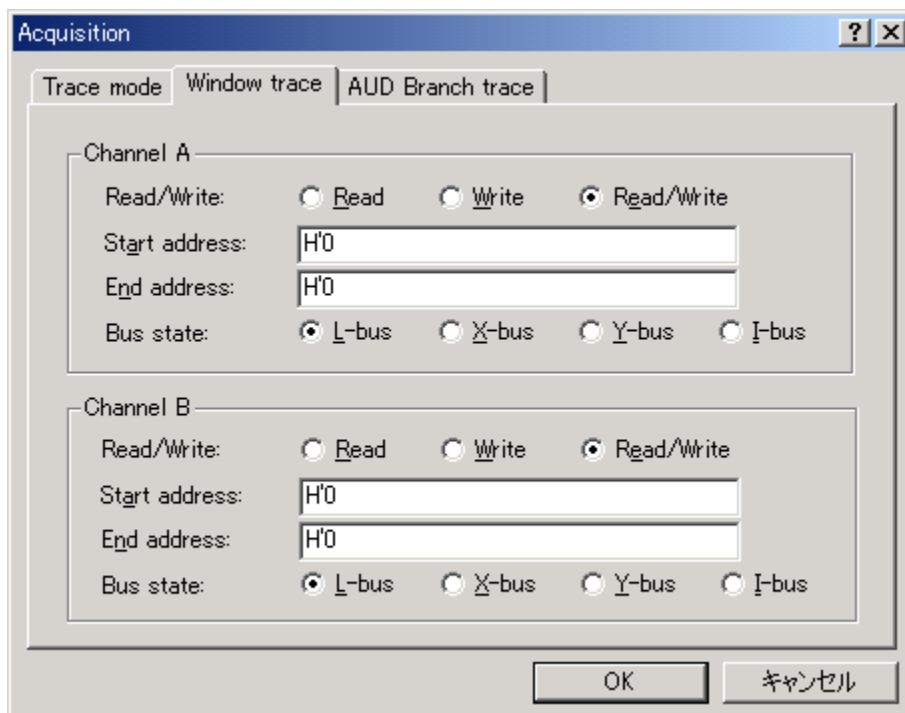 Acquisition
Trace mode Window trace AUD Branch trace
Channel A
Read/Write: Read Write Read/Write
Start address: H'0
End address: H'0
Bus state: L-bus X-bus Y-bus I-bus
Channel B
Read/Write: Read Write Read/Write
Start address: H'0
End address: H'0
Bus state: L-bus X-bus Y-bus I-bus
OK キャンセル